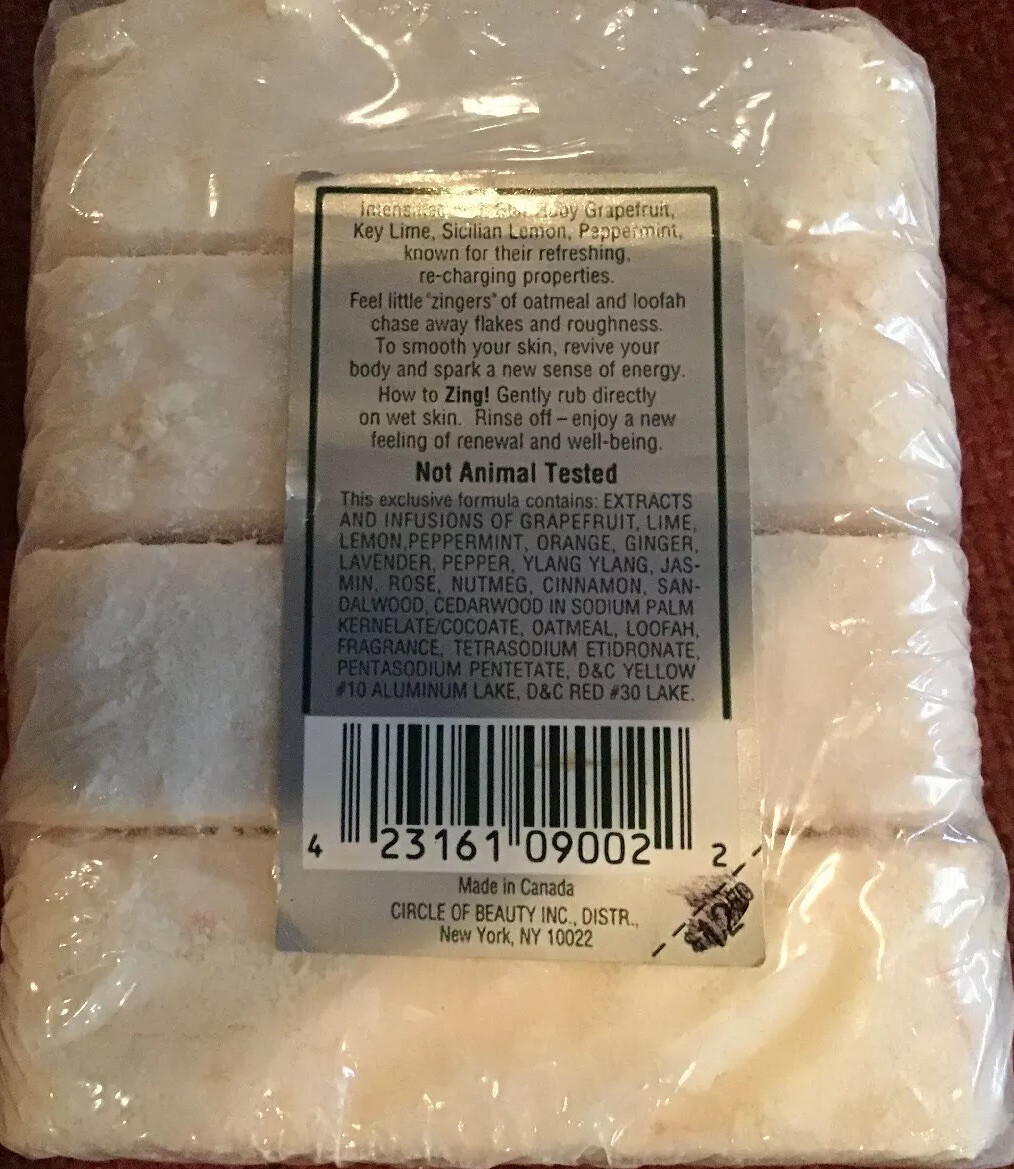 Grapefruit,
Key Lime, Sicilian Lemon, Peppermint,
known for their refreshing,
re-charging properties.
Feel little "zingers" of oatmeal and loofah
chase away flakes and roughness.
To smooth your skin, revive your
body and spark a new sense of energy.
How to Zing! Gently rub directly
on wet skin. Rinse off – enjoy a new
feeling of renewal and well-being.
Not Animal Tested
This exclusive formula contains: EXTRACTS
AND INFUSIONS OF GRAPEFRUIT, LIME,
LEMON,PEPPERMINT, ORANGE, GINGER,
LAVENDER, PEPPER, YLANG YLANG, JAS-
MIN, ROSE, NUTMEG, CINNAMON, SAN-
DALWOOD, CEDARWOOD IN SODIUM PALM
KERNELATE/COCOATE, OATMEAL, LOOFAH,
FRAGRANCE, TETRASODIUM ETIDRONATE,
PENTASODIUM PENTETATE, D&C YELLOW
#10 ALUMINUM LAKE, D&C RED #30 LAKE.
4 23161 09002 2
Made in Canada
CIRCLE OF BEAUTY INC., DISTR.,
New York, NY 10022